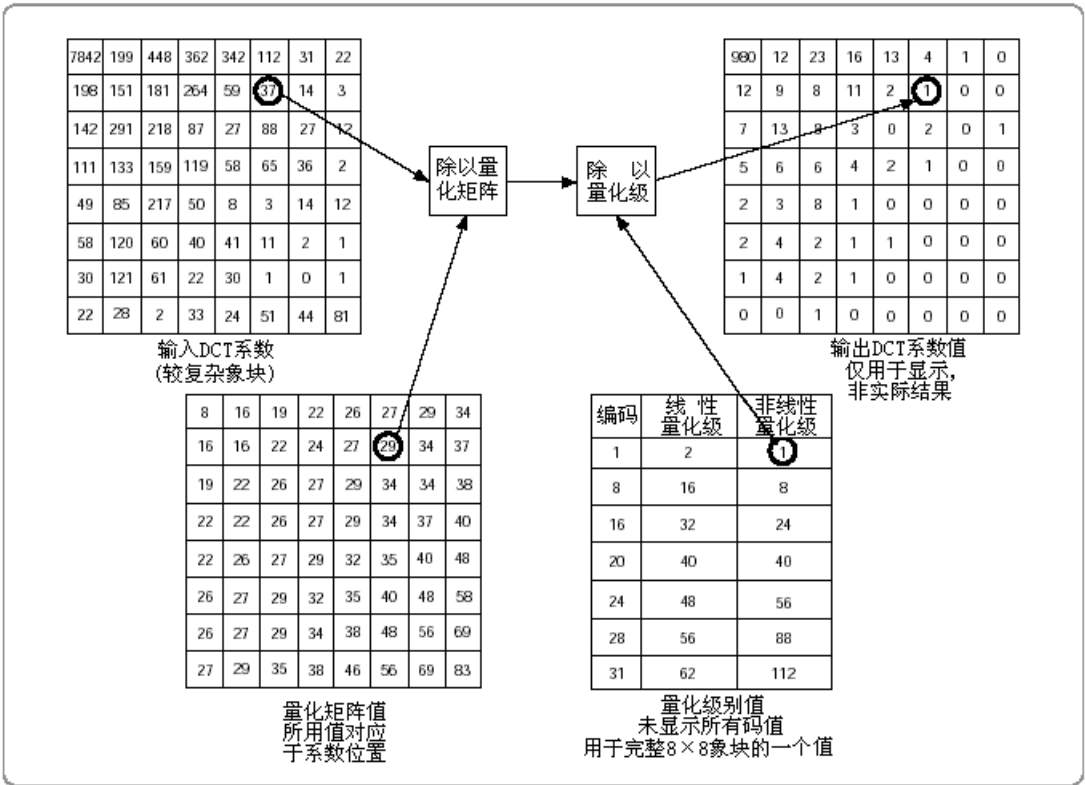 7842 199 448 362 342 112 31 22
198 151 181 264 59 37 14 3
142 291 218 87 27 88 27 12
111 133 159 119 58 65 36 2
49 85 217 50 8 3 14 12
58 120 60 40 41 11 2 1
30 121 61 22 30 1 0 1
22 28 2 33 24 51 44 81
输入DCT系数
(较复杂象块)
除以量
化矩阵
除 以
量化级
980 12 23 16 13 4 1 0
12 9 8 11 2 1 0 0
7 13 8 3 0 2 0 1
5 6 6 4 2 1 0 0
2 3 8 1 0 0 0 0
2 4 2 1 1 0 0 0
1 4 2 1 0 0 0 0
0 0 1 0 0 0 0 0
输出DCT系数值
仅用于显示,
非实际结果
8 16 19 22 26 27 29 34
16 16 22 24 27 29 34 37
19 22 26 27 29 34 34 38
22 22 26 27 29 34 37 40
22 26 27 29 32 35 40 48
26 27 29 32 35 40 48 58
26 27 29 34 38 48 56 69
27 29 35 38 46 56 69 83
量化矩阵值
所用值对应
于系数位置
编码 线 性 非线性
量化级 量化级
1 2 1
8 16 8
16 32 24
20 40 40
24 48 56
28 56 88
31 62 112
量化级别值
未显示所有码值
用于完整8×8象块的一个值